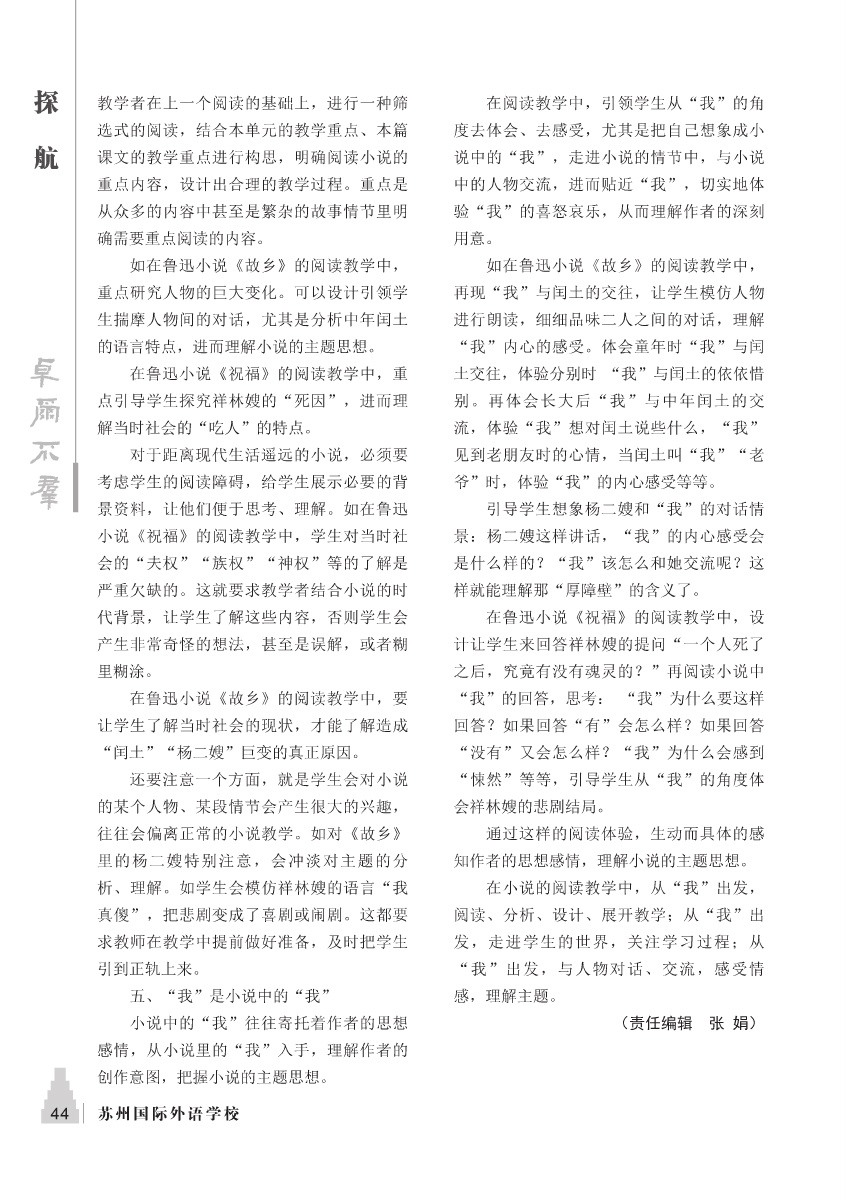 探
航
卓
尔
不
群
教学者在上一个阅读的基础上，进行一种筛
选式的阅读，结合本单元的教学重点、本篇
课文的教学重点进行构思，明确阅读小说的
重点内容，设计出合理的教学过程。重点是
从众多的内容中甚至是繁杂的故事情节里明
确需要重点阅读的内容。
如在鲁迅小说《故乡》的阅读教学中，
重点研究人物的巨大变化。可以设计引领学
生揣摩人物间的对话，尤其是分析中年闰土
的语言特点，进而理解小说的主题思想。
在鲁迅小说《祝福》的阅读教学中，重
点引导学生探究祥林嫂的“死因”，进而理
解当时社会的“吃人”的特点。
对于距离现代生活遥远的小说，必须要
考虑学生的阅读障碍，给学生展示必要的背
景资料，让他们便于思考、理解。如在鲁迅
小说《祝福》的阅读教学中，学生对当时社
会的“夫权”“族权”“神权”等的了解是
严重欠缺的。这就要求教学者结合小说的时
代背景，让学生了解这些内容，否则学生会
产生非常奇怪的想法，甚至是误解，或者糊
里糊涂。
在鲁迅小说《故乡》的阅读教学中，要
让学生了解当时社会的现状，才能了解造成
“闰土”“杨二嫂”巨变的真正原因。
还要注意一个方面，就是学生会对小说
的某个人物、某段情节会产生很大的兴趣，
往往会偏离正常的小说教学。如对《故乡》
里的杨二嫂特别注意，会冲淡对主题的分
析、理解。如学生会模仿祥林嫂的语言“我
真傻”，把悲剧变成了喜剧或闹剧。这都要
求教师在教学中提前做好准备，及时把学生
引到正轨上来。
五、“我”是小说中的“我”
小说中的“我”往往寄托着作者的思想
感情，从小说里的“我”入手，理解作者的
创作意图，把握小说的主题思想。
在阅读教学中，引领学生从“我”的角
度去体会、去感受，尤其是把自己想象成小
说中的“我”，走进小说的情节中，与小说
中的人物交流，进而贴近“我”，切实地体
验“我”的喜怒哀乐，从而理解作者的深刻
用意。
如在鲁迅小说《故乡》的阅读教学中，
再现“我”与闰土的交往，让学生模仿人物
进行朗读，细细品味二人之间的对话，理解
“我”内心的感受。体会童年时“我”与闰
土交往，体验分别时 “我”与闰土的依依惜
别。再体会长大后“我”与中年闰土的交
流，体验“我”想对闰土说些什么，“我”
见到老朋友时的心情，当闰土叫“我”“老
爷”时，体验“我”的内心感受等等。
引导学生想象杨二嫂和“我”的对话情
景：杨二嫂这样讲话，“我”的内心感受会
是什么样的？“我”该怎么和她交流呢？这
样就能理解那“厚障壁”的含义了。
在鲁迅小说《祝福》的阅读教学中，设
计让学生来回答祥林嫂的提问“一个人死了
之后，究竟有没有魂灵的？”再阅读小说中
“我”的回答，思考： “我”为什么要这样
回答？如果回答“有”会怎么样？如果回答
“没有”又会怎么样？“我”为什么会感到
“悚然”等等，引导学生从“我”的角度体
会祥林嫂的悲剧结局。
通过这样的阅读体验，生动而具体的感
知作者的思想感情，理解小说的主题思想。
在小说的阅读教学中，从“我”出发，
阅读、分析、设计、展开教学；从“我”出
发，走进学生的世界，关注学习过程；从
“我”出发，与人物对话、交流，感受情
感，理解主题。
（责任编辑 张 娟）
44 苏州国际外语学校